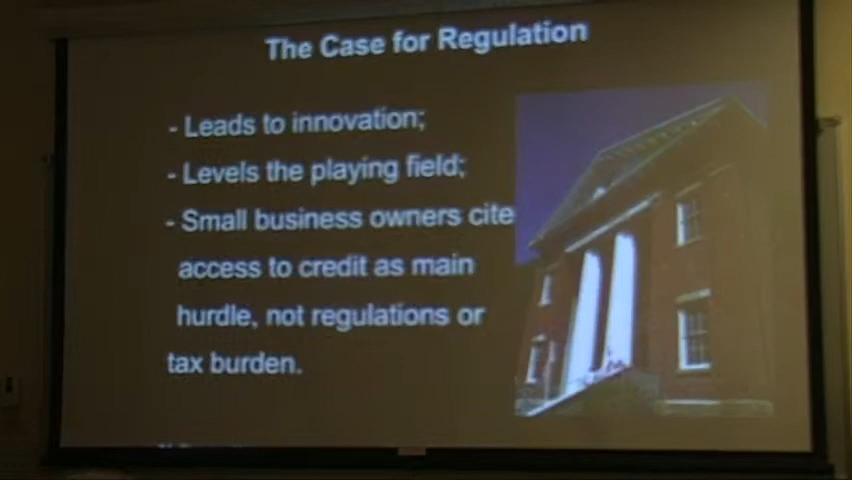 The Case for Regulation
- Leads to innovation;
- Levels the playing field;
- Small business owners cite
access to credit as main
hurdle, not regulations or
tax burden.